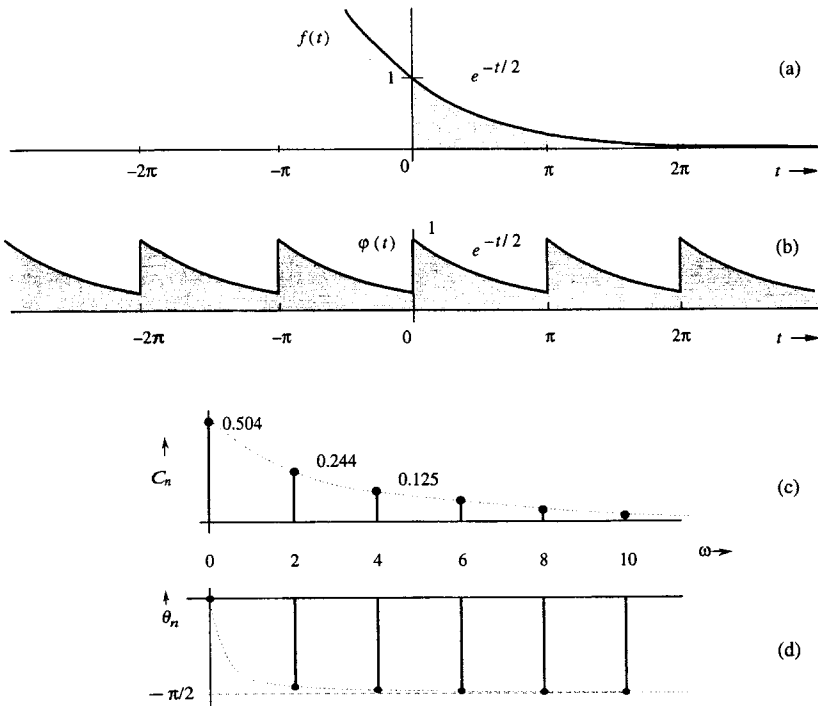 f(t)
1
e^{-t/2}
(a)
-2π -π 0 π 2π t →
φ(t) 1 e^{-t/2} (b)
-2π -π 0 π 2π t →
0.504
↑
C_n
0.244
0.125
(c)
0 2 4 6 8 10 ω→
↑
θ_n
(d)
-π/2